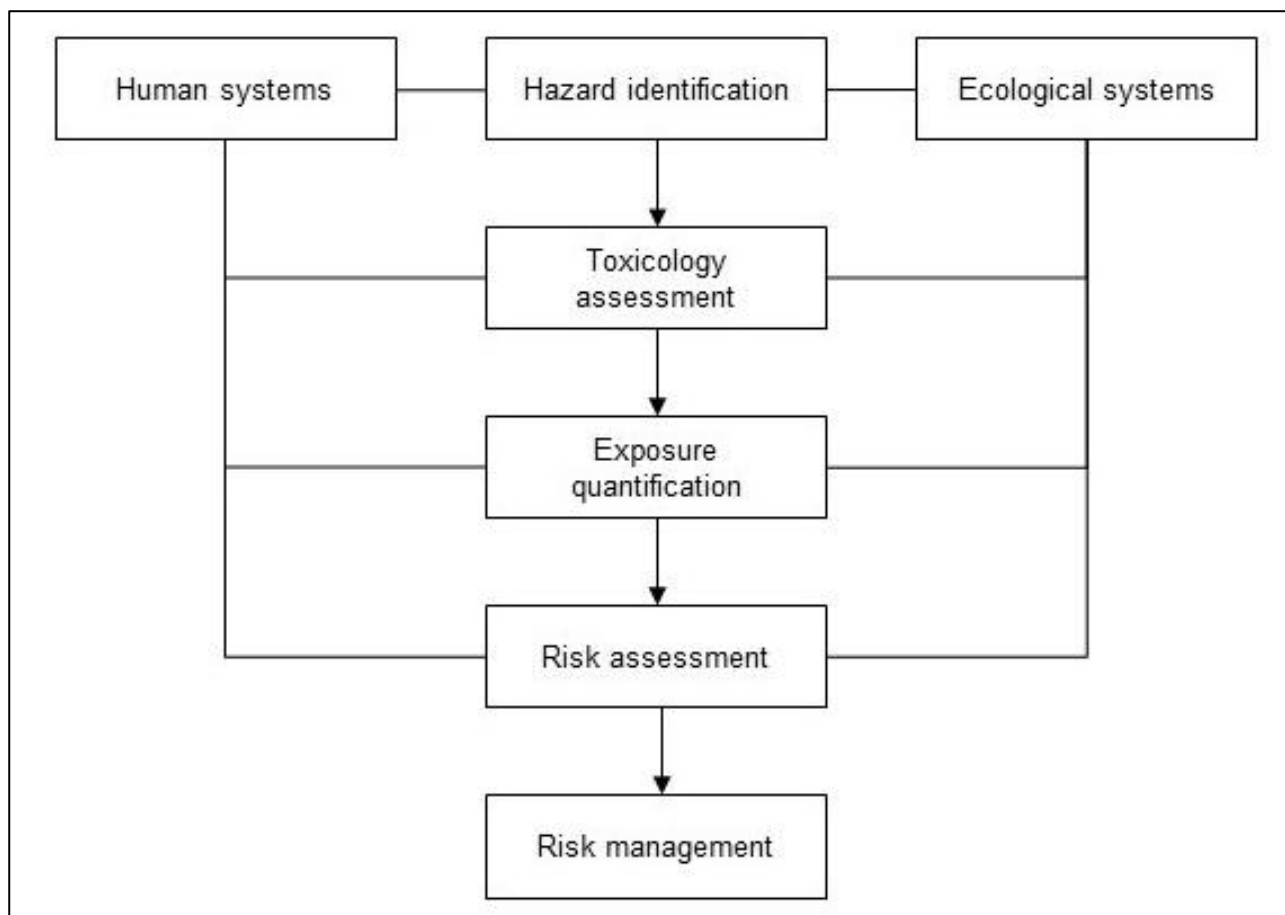 Human systems
Hazard identification
Ecological systems
Toxicology
assessment
Exposure
quantification
Risk assessment
Risk management